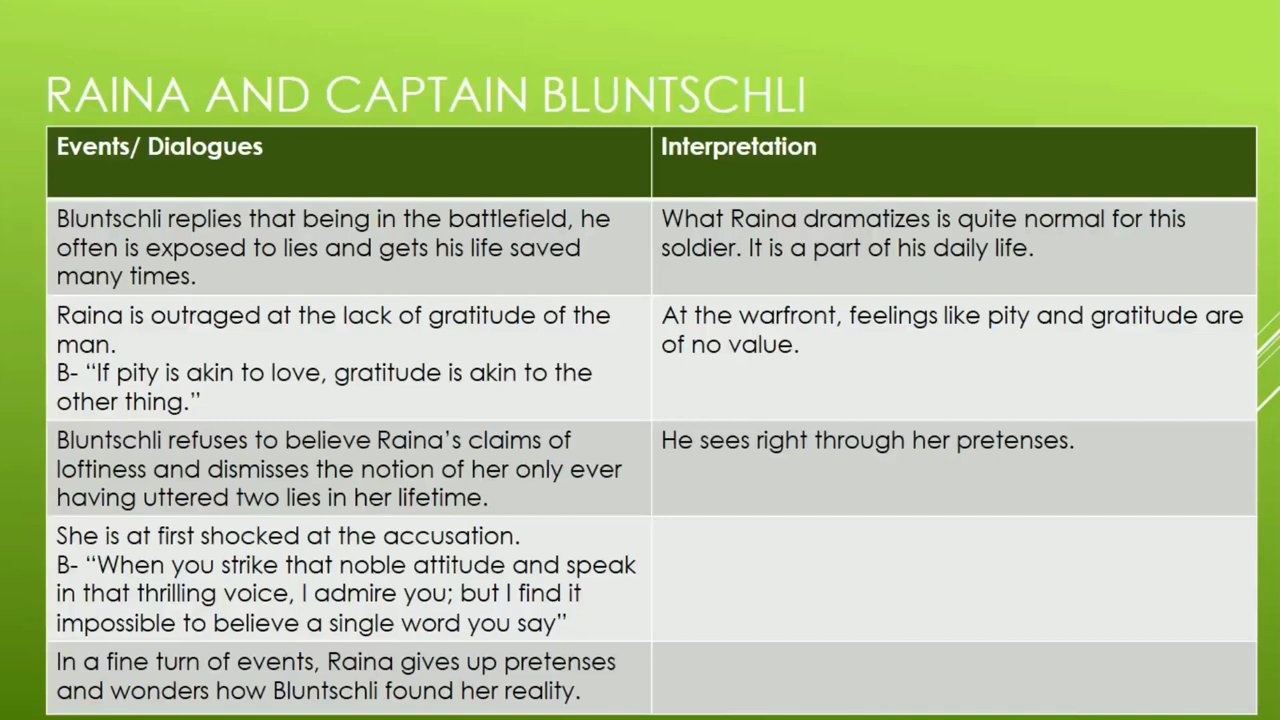 RAINA AND CAPTAIN BLUNTSCHLI
Events/ Dialogues
Interpretation
Bluntschli replies that being in the battlefield, he
often is exposed to lies and gets his life saved
many times.
What Raina dramatizes is quite normal for this
soldier. It is a part of his daily life.
Raina is outraged at the lack of gratitude of the
man.
B- “If pity is akin to love, gratitude is akin to the
other thing.”
At the warfront, feelings like pity and gratitude are
of no value.
Bluntschli refuses to believe Raina’s claims of
loftiness and dismisses the notion of her only ever
having uttered two lies in her lifetime.
He sees right through her pretenses.
She is at first shocked at the accusation.
B- “When you strike that noble attitude and speak
in that thrilling voice, I admire you; but I find it
impossible to believe a single word you say”
In a fine turn of events, Raina gives up pretenses
and wonders how Bluntschli found her reality.